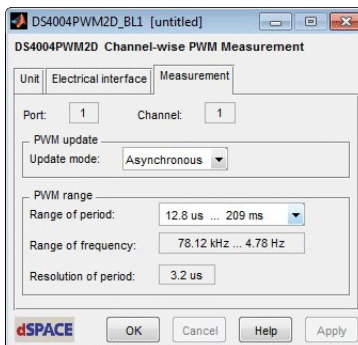 DS4004PWM2D_BL1 [untitled]
DS4004PWM2D Channel-wise PWM Measurement
Unit Electrical interface Measurement
Port: 1 Channel: 1
PWM update
Update mode: Asynchronous
PWM range
Range of period: 12.8 us ... 209 ms
Range of frequency: 78.12 kHz ... 4.78 Hz
Resolution of period: 3.2 us
dSPACE OK Cancel Help Apply